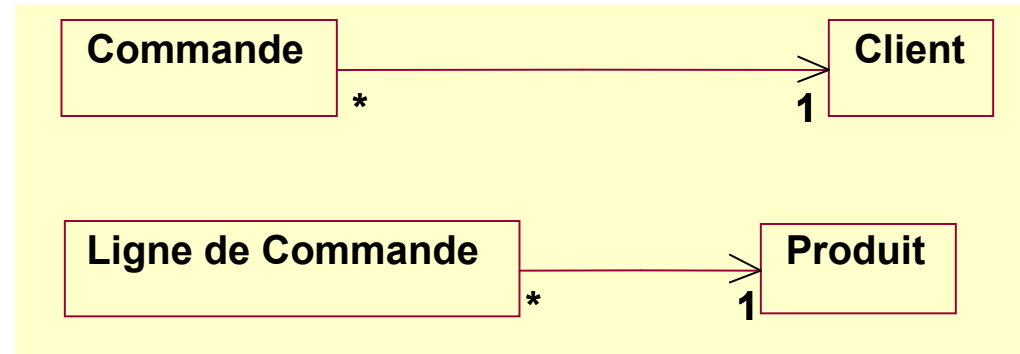 Commande
Client
* 1
Ligne de Commande
Produit
* 1